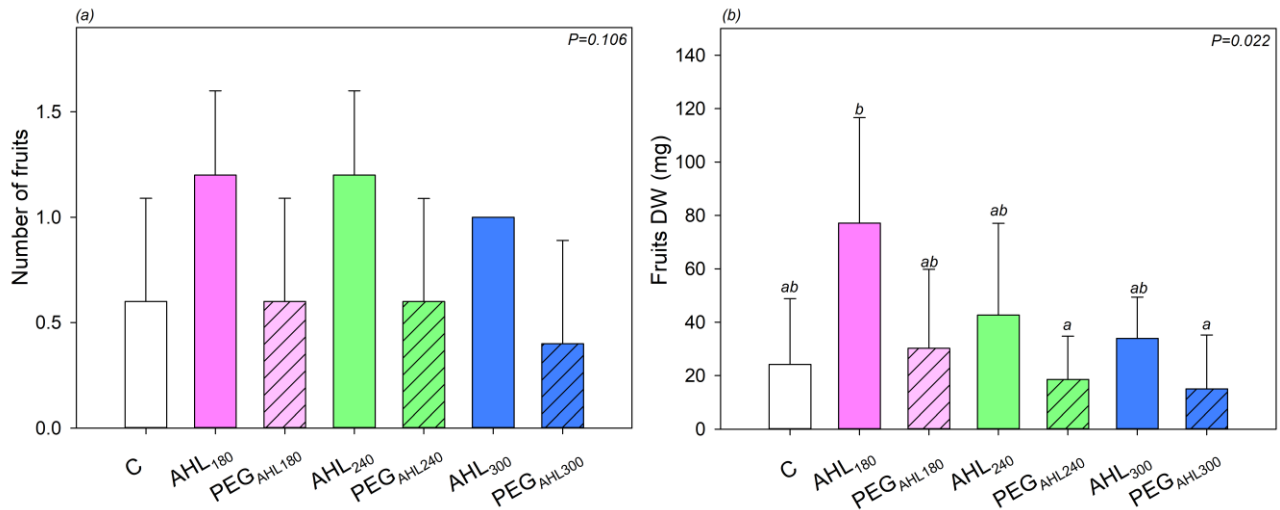 (a)
P=0.106
Number of fruits
1.5
1.0
0.5
0.0
C
AHL180
PEGAHL180
AHL240
PEGAHL240
AHL300
PEGAHL300
(b)
P=0.022
Fruits DW (mg)
140
120
100
80
60
40
20
0
ab
b
ab
ab
a
ab
a
C
AHL180
PEGAHL180
AHL240
PEGAHL240
AHL300
PEGAHL300